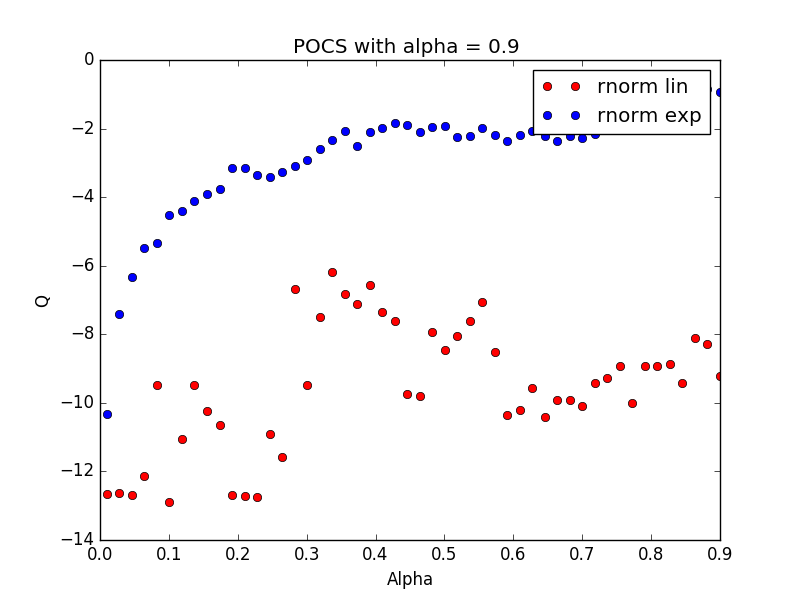 POCS with alpha = 0.9
rnorm lin
rnorm exp
0
−2
−4
−6
−8
−10
−12
−14
Q
0.0 0.1 0.2 0.3 0.4 0.5 0.6 0.7 0.8 0.9
Alpha